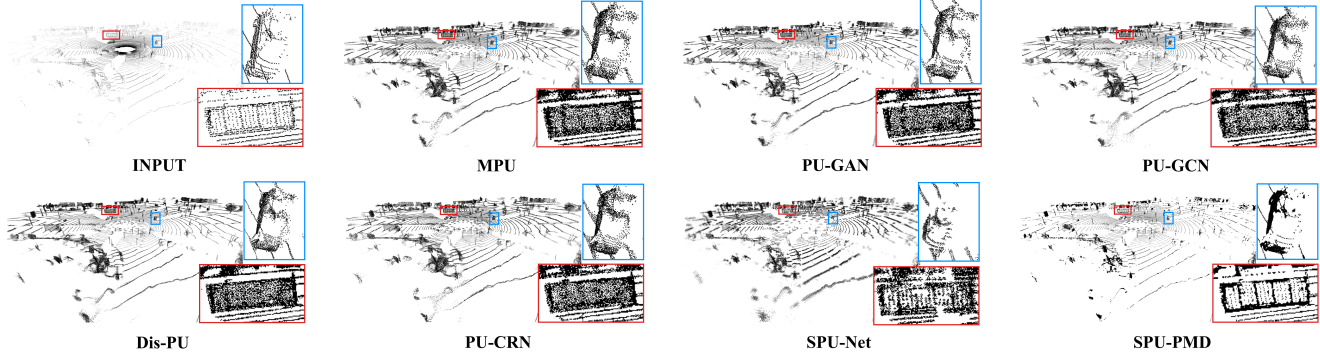 INPUT
MPU
PU-GAN
PU-GCN
Dis-PU
PU-CRN
SPU-Net
SPU-PMD